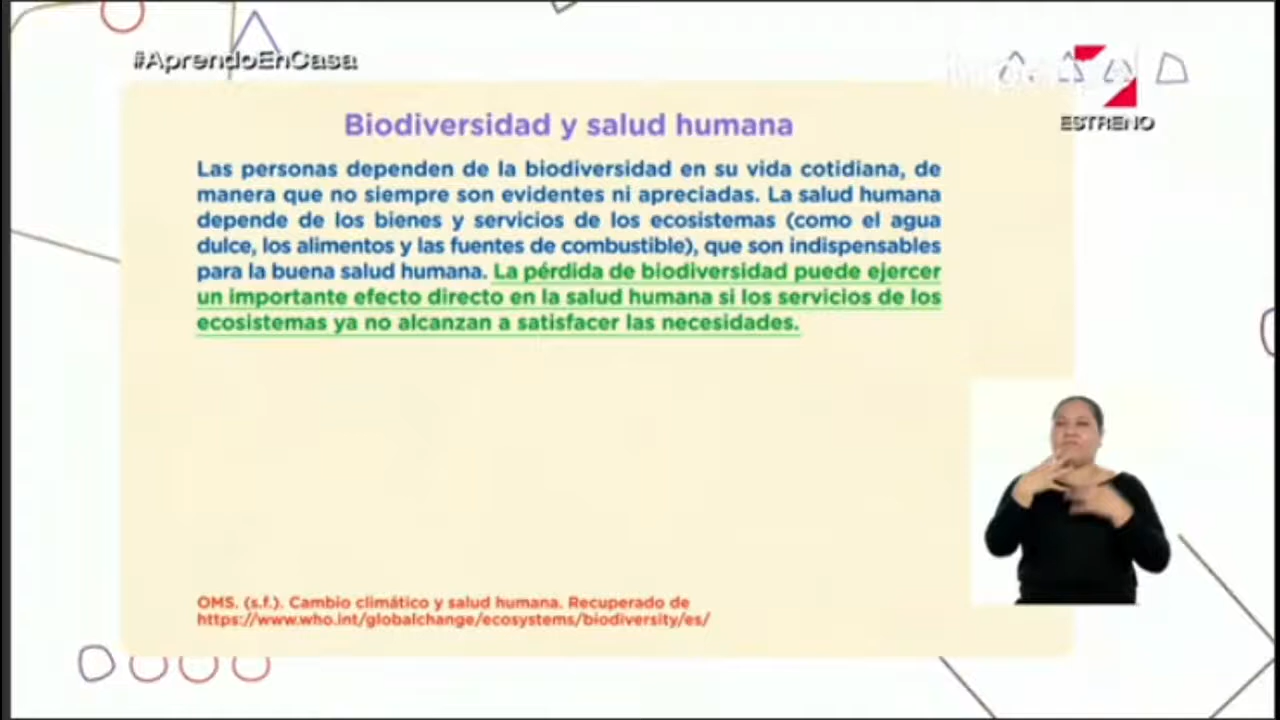 #AprendoEnCasa
ESTRENO
Biodiversidad y salud humana
Las personas dependen de la biodiversidad en su vida cotidiana, de
manera que no siempre son evidentes ni apreciadas. La salud humana
depende de los bienes y servicios de los ecosistemas (como el agua
dulce, los alimentos y las fuentes de combustible), que son indispensables
para la buena salud humana. La pérdida de biodiversidad puede ejercer
un importante efecto directo en la salud humana si los servicios de los
ecosistemas ya no alcanzan a satisfacer las necesidades.
OMS. (s.f.). Cambio climático y salud humana. Recuperado de
https://www.who.int/globalchange/ecosystems/biodiversity/es/